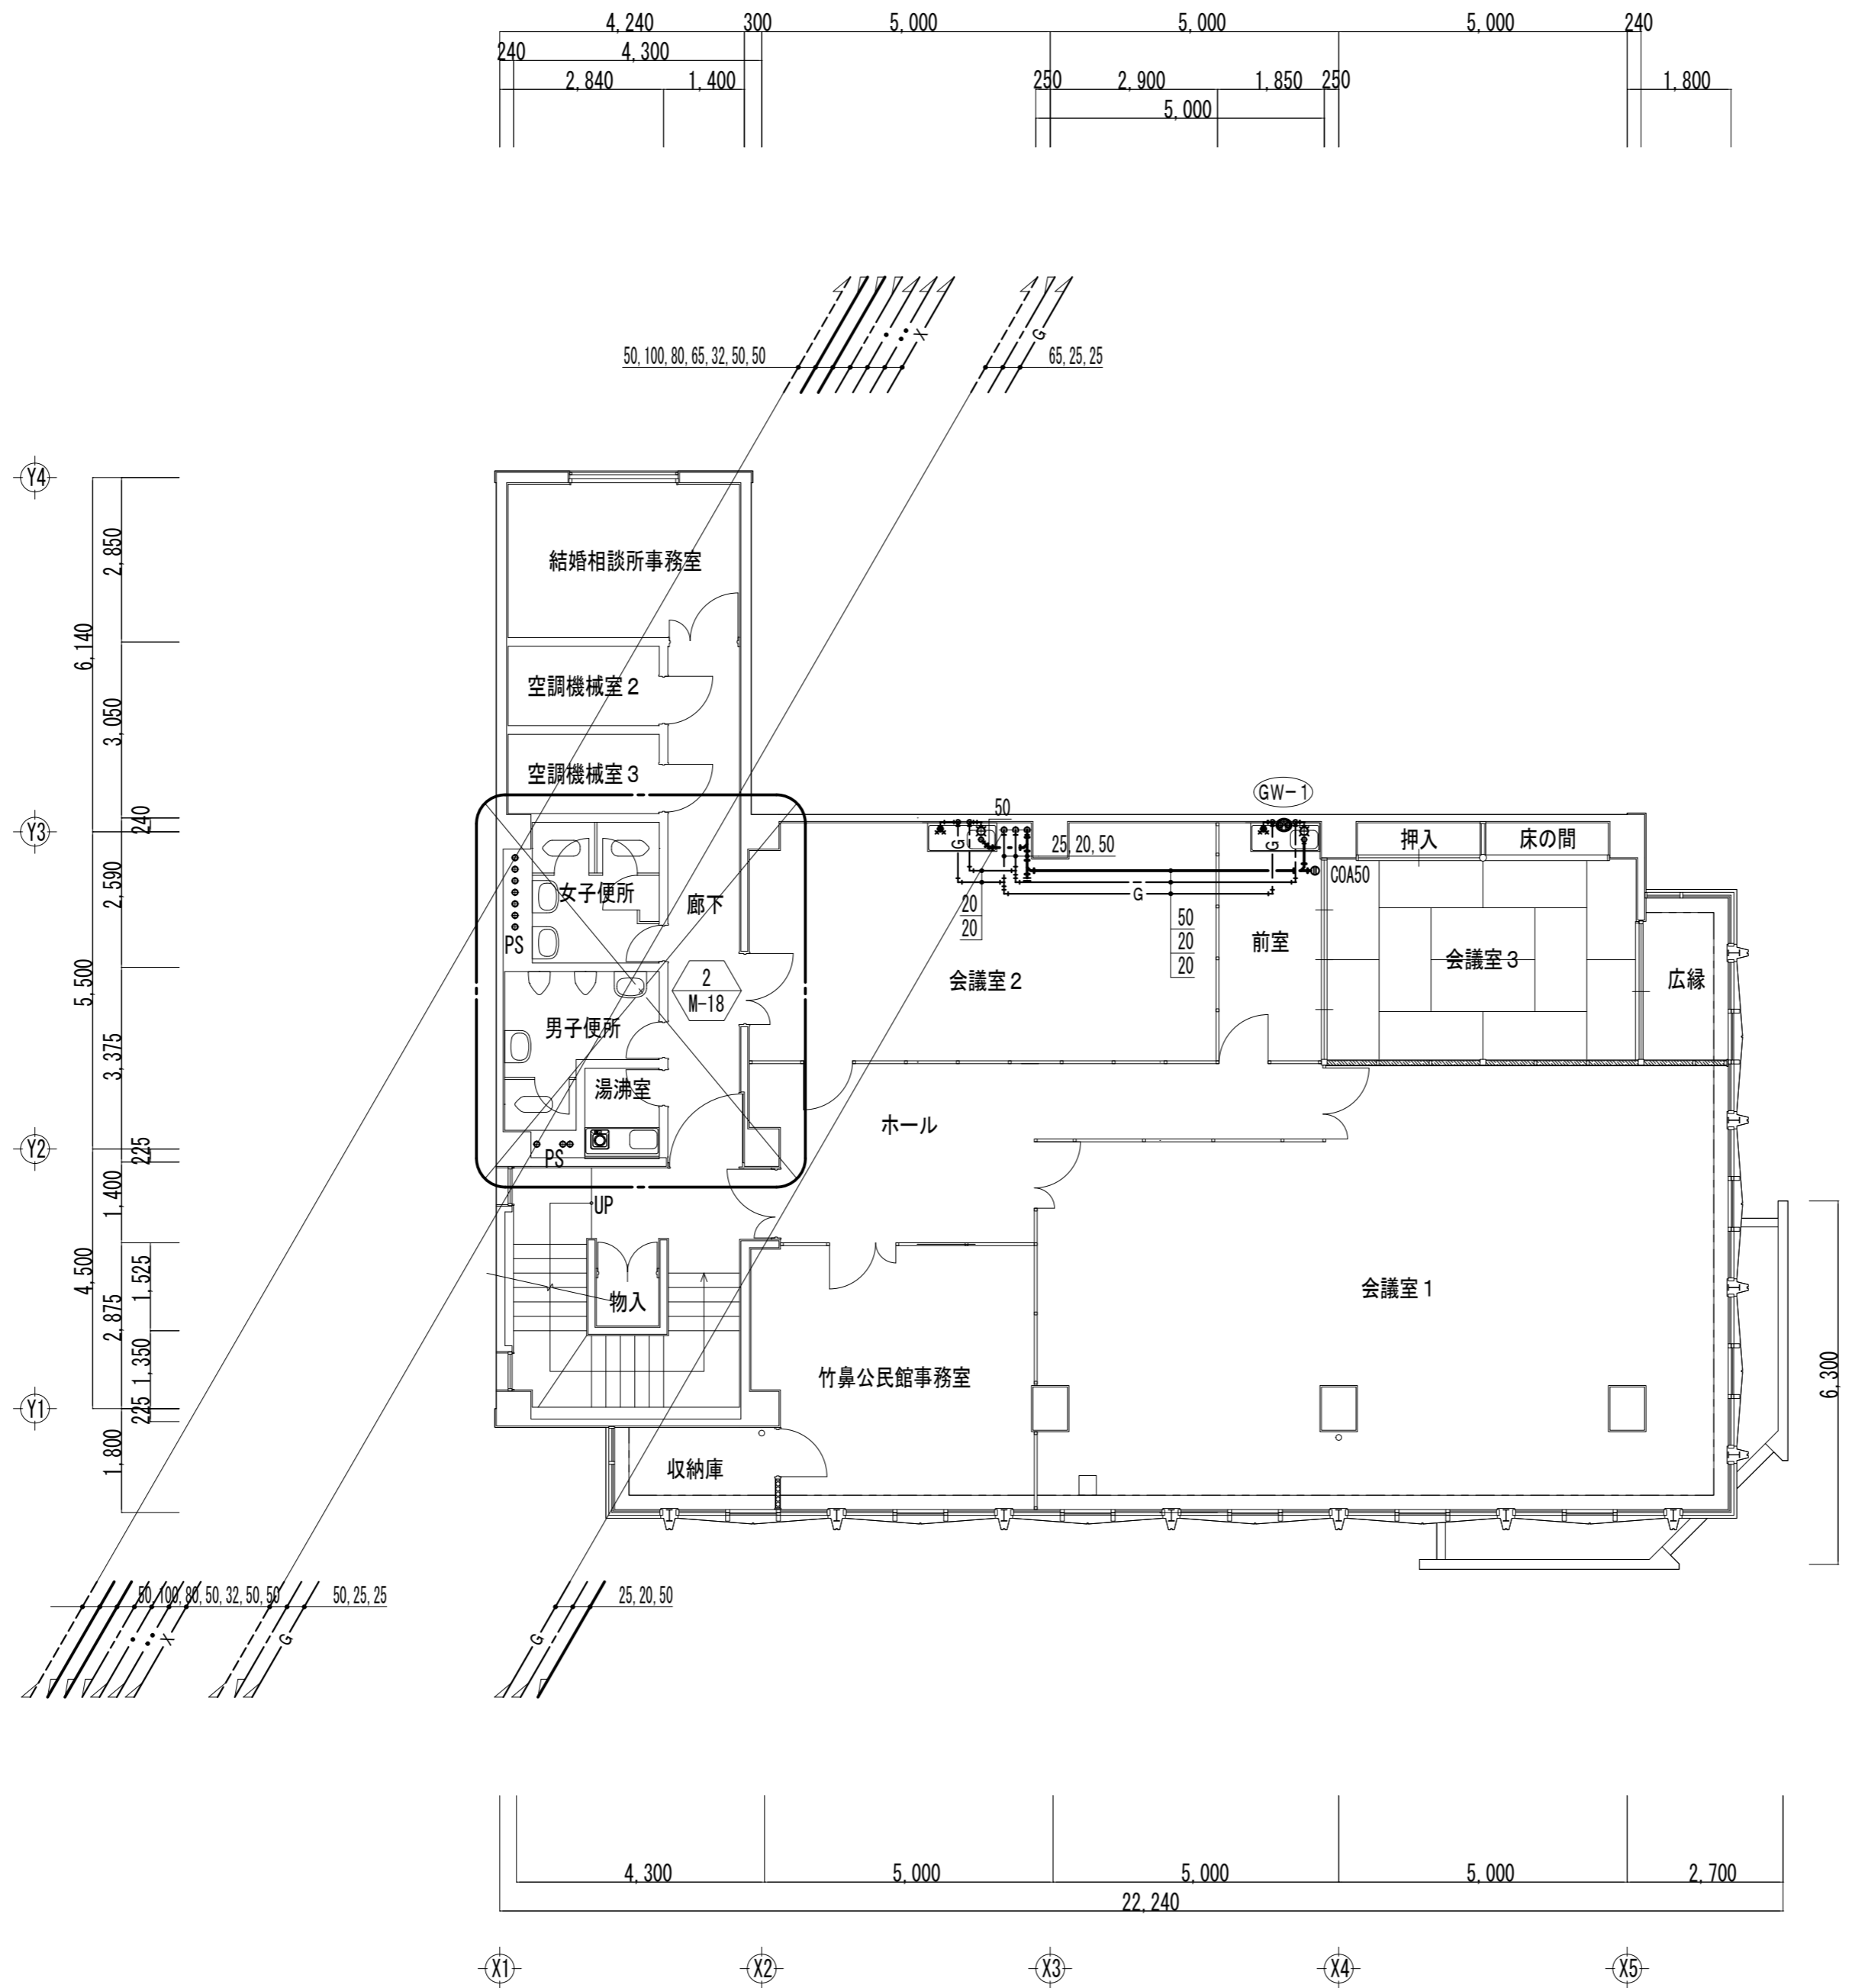 4,240 300 5,000 5,000 5,000 240
240 4,300
2,840 1,400 250 2,900 1,850 250 1,800
5,000
X G
50,100,80,65,32,50,50 65,25,25
Y4
2,850
結婚相談所事務室
6,140
空調機械室2
3,050
空調機械室3
GW-1
50
240
Y3
押入 床の間
25,20,50
G G
COA50
2,590
女子便所 廊下
G
20
20
50
20
20
PS
前室
会議室3
5,500
2
M-18
会議室2
広縁
男子便所
3,375
湯沸室
ホール
Y2
225
PS
1,400
UP
4,500
1,525
会議室1
2,875
物入
1,350
竹鼻公民館事務室
6,300
Y1
225
1,800
収納庫
50,100,80,50,32,50,50 50,25,25 25,20,50
X G G
4,300 5,000 5,000 5,000 2,700
22,240
X1 X2 X3 X4 X5